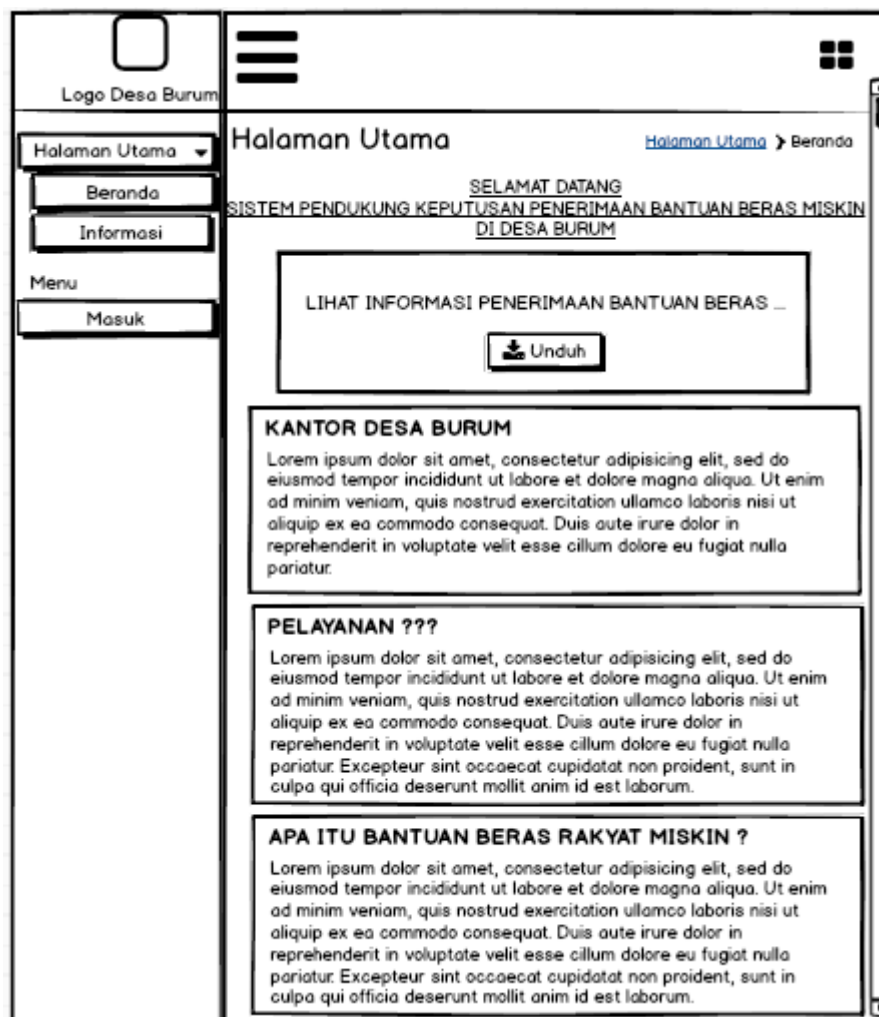 Logo Desa Burum
Halaman Utama
Beranda
Informasi
Menu
Masuk
Halaman Utama
Halaman Utama ❯ Beranda
SELAMAT DATANG
SISTEM PENDUKUNG KEPUTUSAN PENERIMAAN BANTUAN BERAS MISKIN
DI DESA BURUM
LIHAT INFORMASI PENERIMAAN BANTUAN BERAS ...
Unduh
KANTOR DESA BURUM
Lorem ipsum dolor sit amet, consectetur adipisicing elit, sed do
eiusmod tempor incididunt ut labore et dolore magna aliqua. Ut enim
ad minim veniam, quis nostrud exercitation ullamco laboris nisi ut
aliquip ex ea commodo consequat. Duis aute irure dolor in
reprehenderit in voluptate velit esse cillum dolore eu fugiat nulla
pariatur.
PELAYANAN ???
Lorem ipsum dolor sit amet, consectetur adipisicing elit, sed do
eiusmod tempor incididunt ut labore et dolore magna aliqua. Ut enim
ad minim veniam, quis nostrud exercitation ullamco laboris nisi ut
aliquip ex ea commodo consequat. Duis aute irure dolor in
reprehenderit in voluptate velit esse cillum dolore eu fugiat nulla
pariatur. Excepteur sint occaecat cupidatat non proident, sunt in
culpa qui officia deserunt mollit anim id est laborum.
APA ITU BANTUAN BERAS RAKYAT MISKIN ?
Lorem ipsum dolor sit amet, consectetur adipisicing elit, sed do
eiusmod tempor incididunt ut labore et dolore magna aliqua. Ut enim
ad minim veniam, quis nostrud exercitation ullamco laboris nisi ut
aliquip ex ea commodo consequat. Duis aute irure dolor in
reprehenderit in voluptate velit esse cillum dolore eu fugiat nulla
pariatur. Excepteur sint occaecat cupidatat non proident, sunt in
culpa qui officia deserunt mollit anim id est laborum.